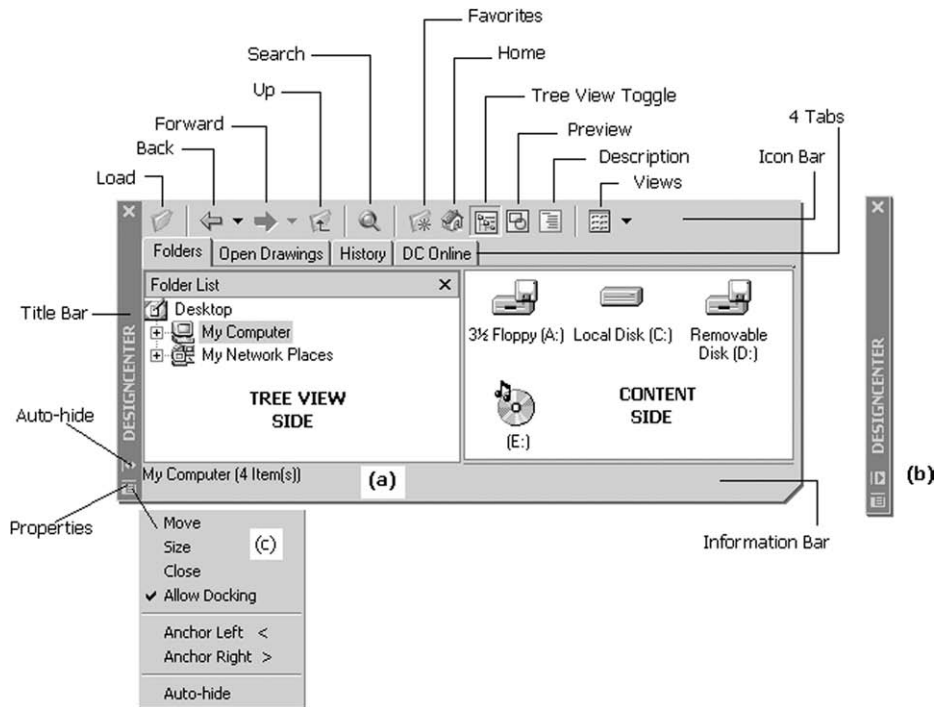 Favorites
Search
Home
Up
Tree View Toggle
Forward
Preview
4 Tabs
Back
Description
Icon Bar
Load
Views
Folders
Open Drawings
History
DC Online
Folder List
Desktop
My Computer
My Network Places
TREE VIEW
SIDE
3½ Floppy (A:)
Local Disk (C:)
Removable
Disk (D:)
(E:)
CONTENT
SIDE
Title Bar
DESIGNCENTER
DESIGNCENTER
Auto-hide
My Computer (4 Item(s))
(a)
(b)
Properties
Information Bar
Move
(c)
Size
Close
Allow Docking
Anchor Left <
Anchor Right >
Auto-hide